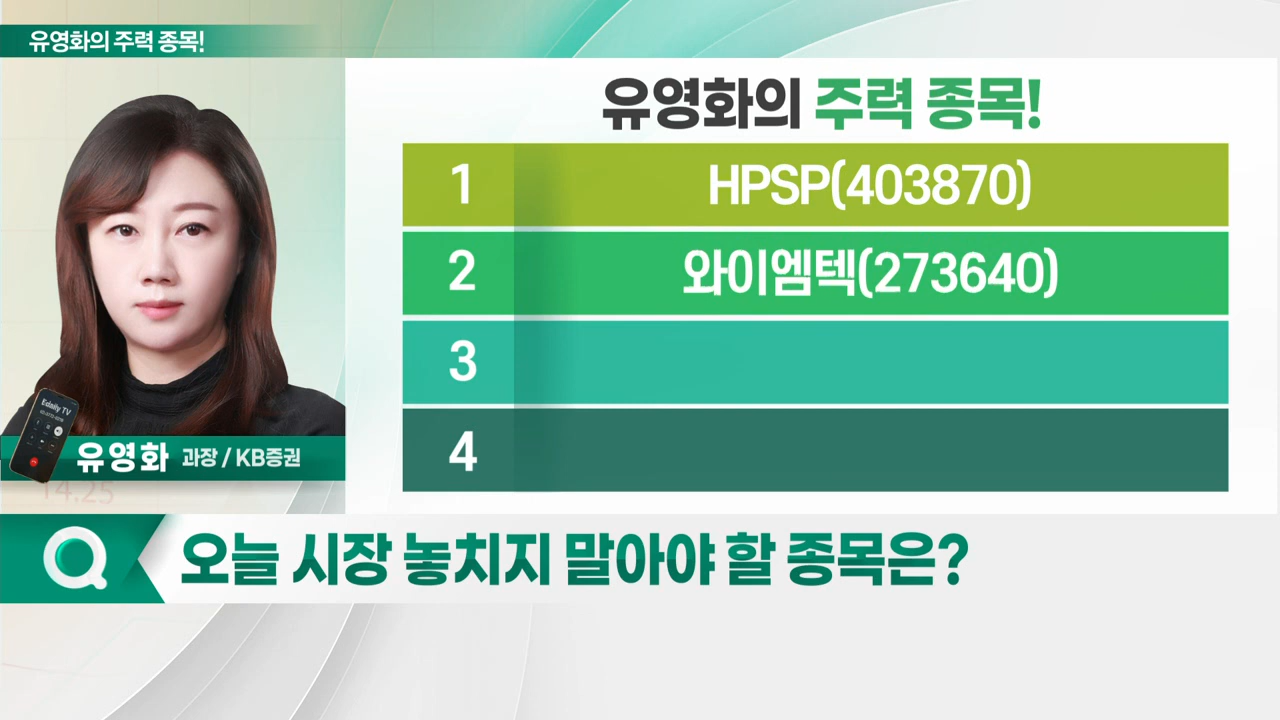 유영화의 주력 종목!
유영화의 주력 종목!
1 HPSP(403870)
2 와이엠텍(273640)
3
4
Edaily TV
유영화 과장 / KB증권
14.25
Q 오늘 시장 놓치지 말아야 할 종목은?